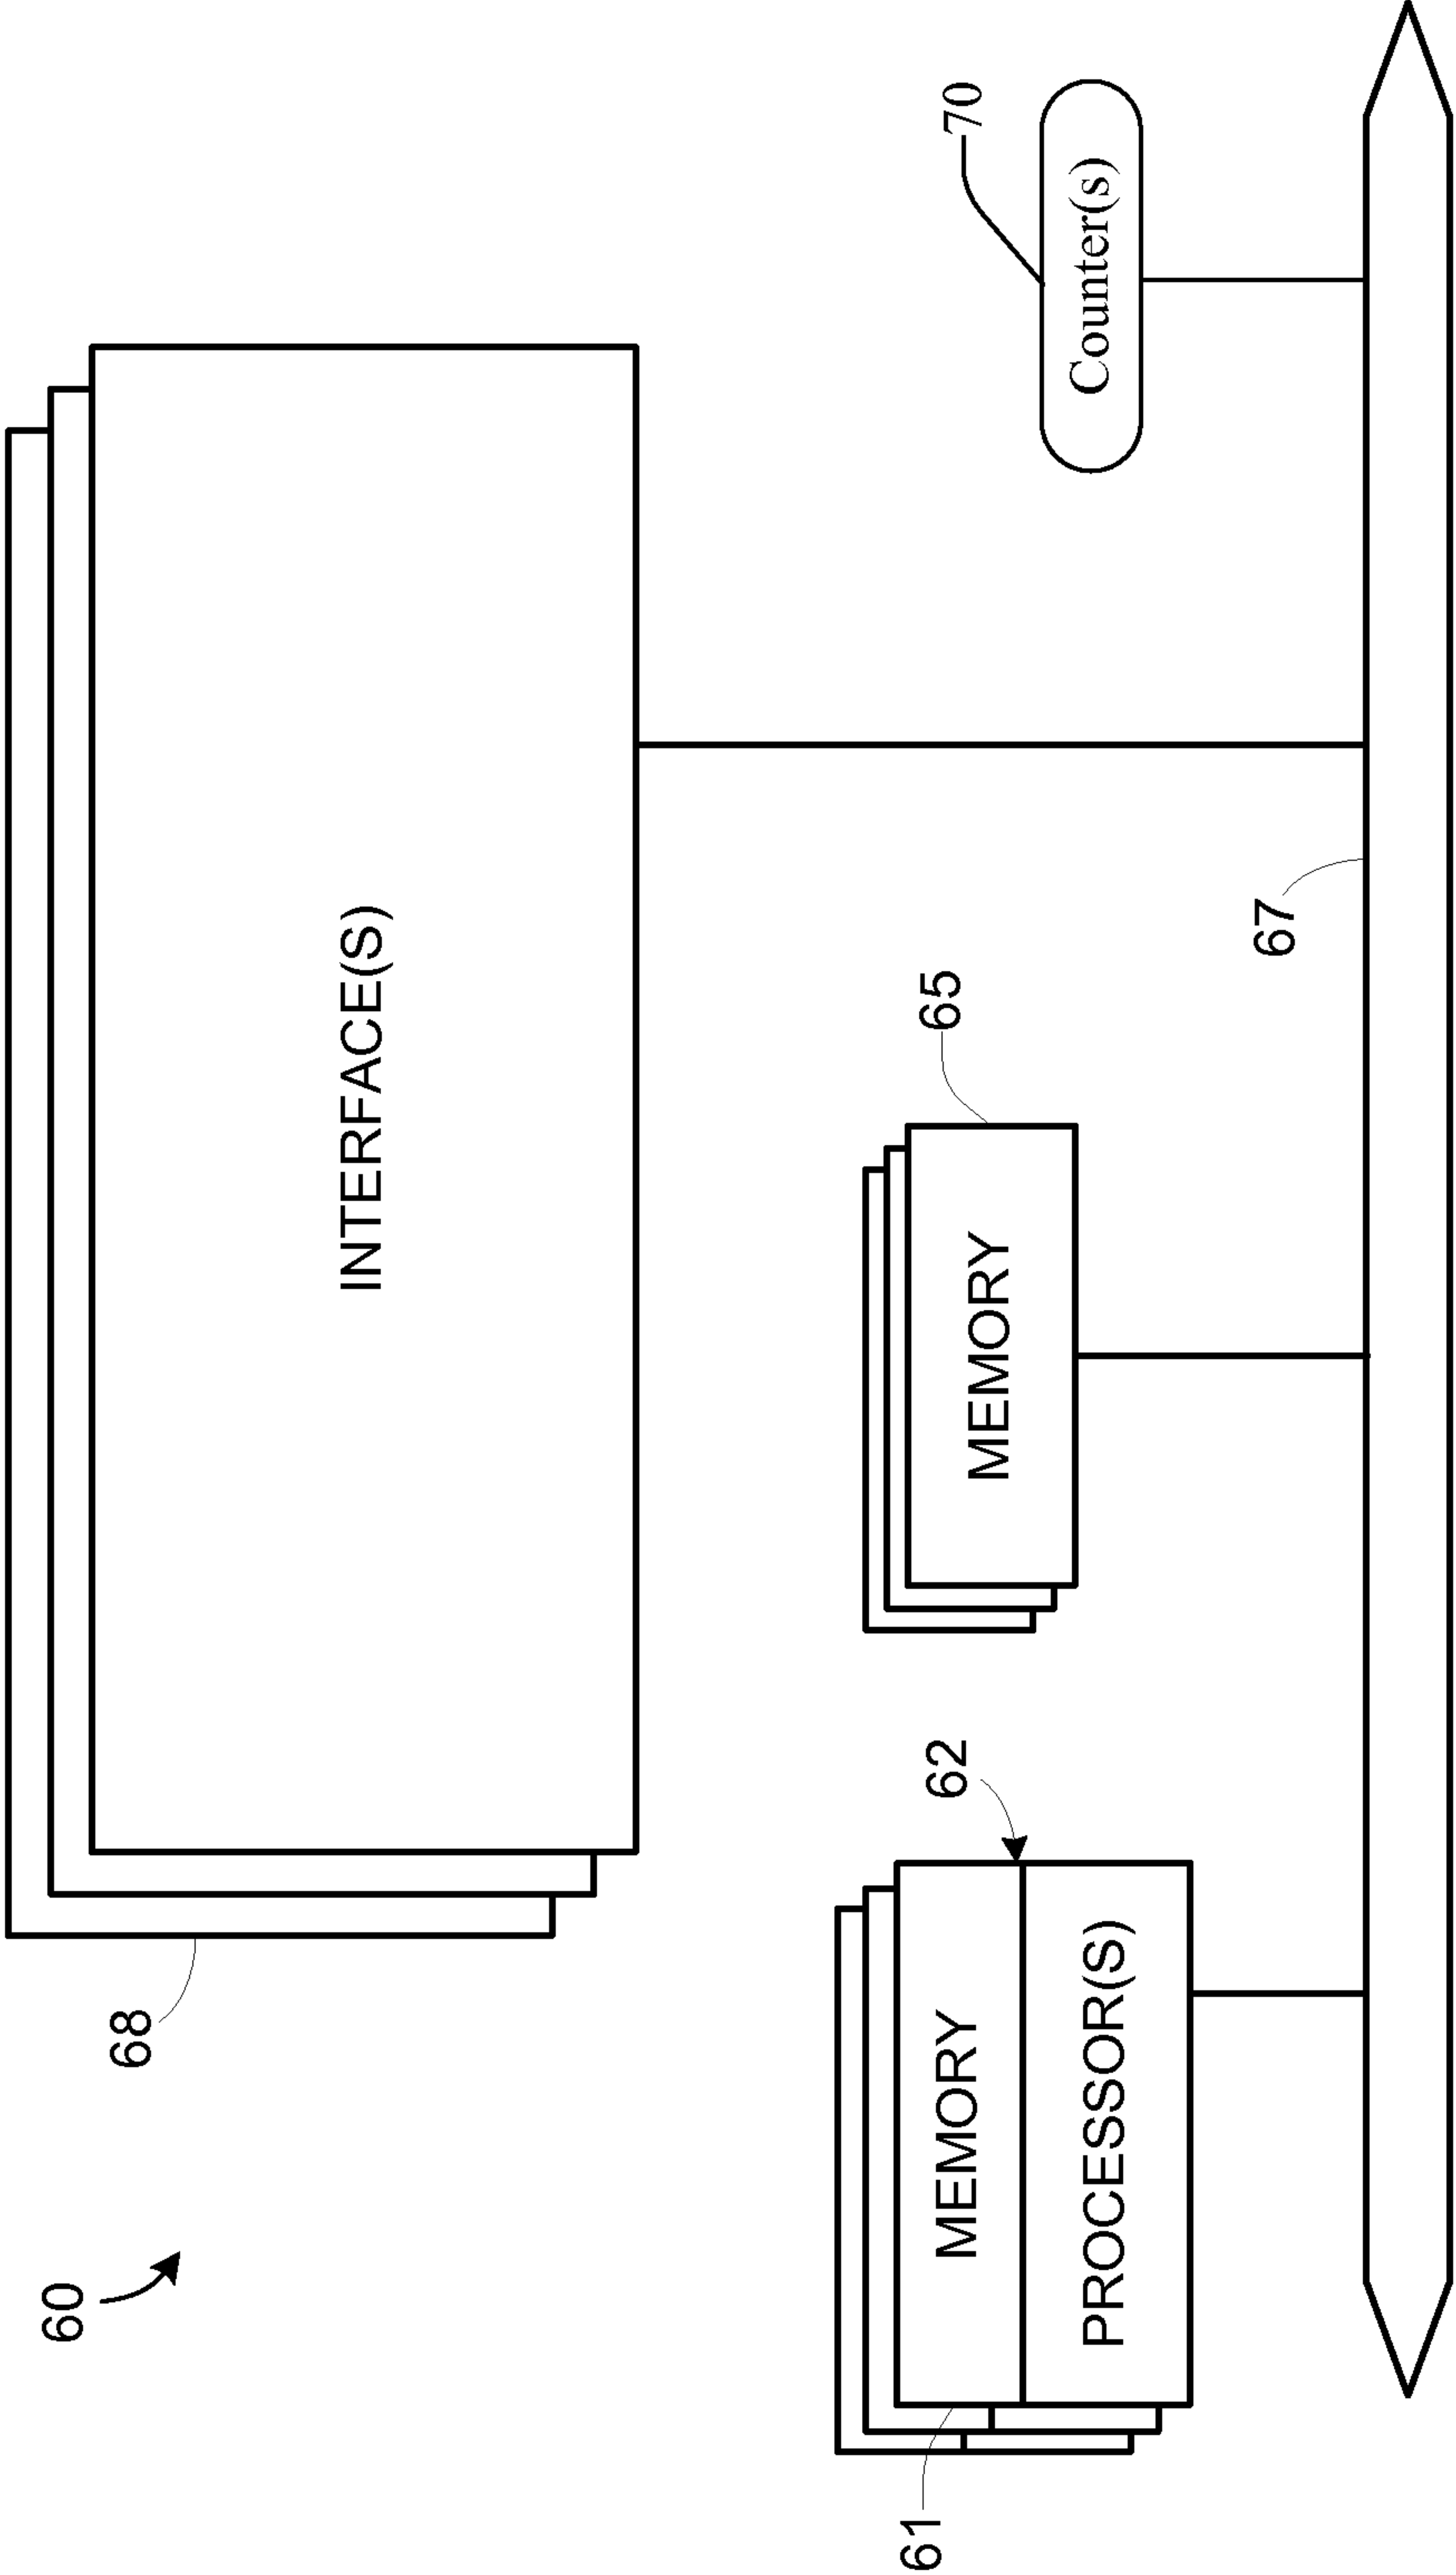 60
68
INTERFACE(S)
61
MEMORY
62
PROCESSOR(S)
MEMORY
65
70
Counter(s)
67